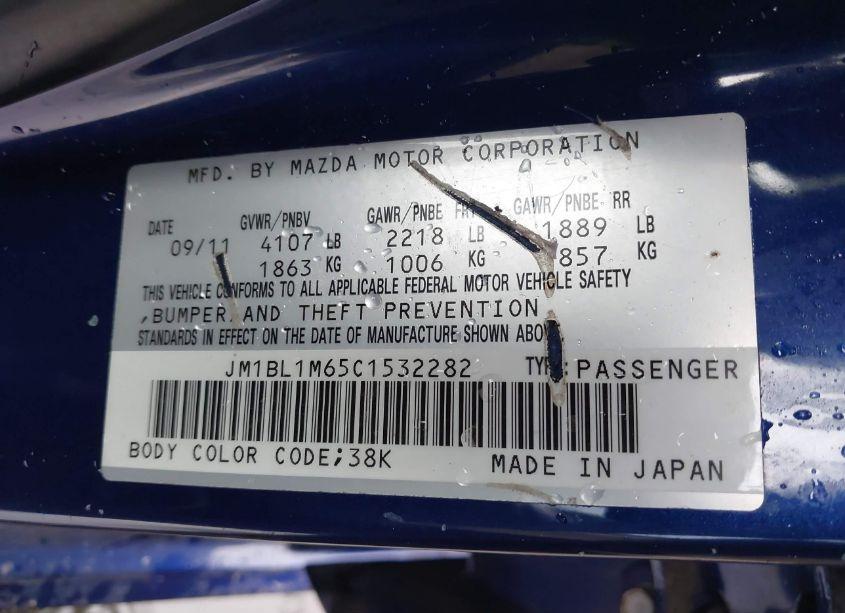 MFD. BY MAZDA MOTOR CORPORATION
DATE GVWR/PNBV GAWR/PNBE FRT GAWR/PNBE RR
09/11 4107 LB 2218 LB 1889 LB
1863 KG 1006 KG 857 KG
THIS VEHICLE CONFORMS TO ALL APPLICABLE FEDERAL MOTOR VEHICLE SAFETY
,BUMPER,AND THEFT PREVENTION
STANDARDS IN EFFECT ON THE DATE OF MANUFACTURE SHOWN ABOVE
JM1BL1M65C1532282 TYPE: PASSENGER
BODY COLOR CODE;38K MADE IN JAPAN